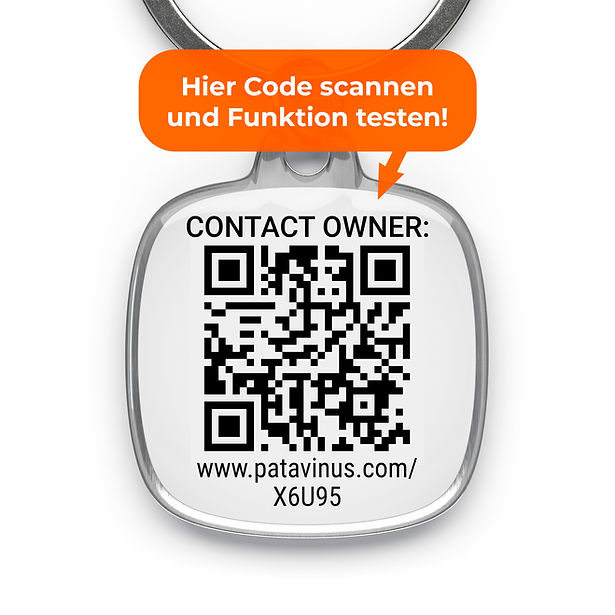 Hier Code scannen
und Funktion testen!
CONTACT OWNER:
www.patavinus.com/
X6U95